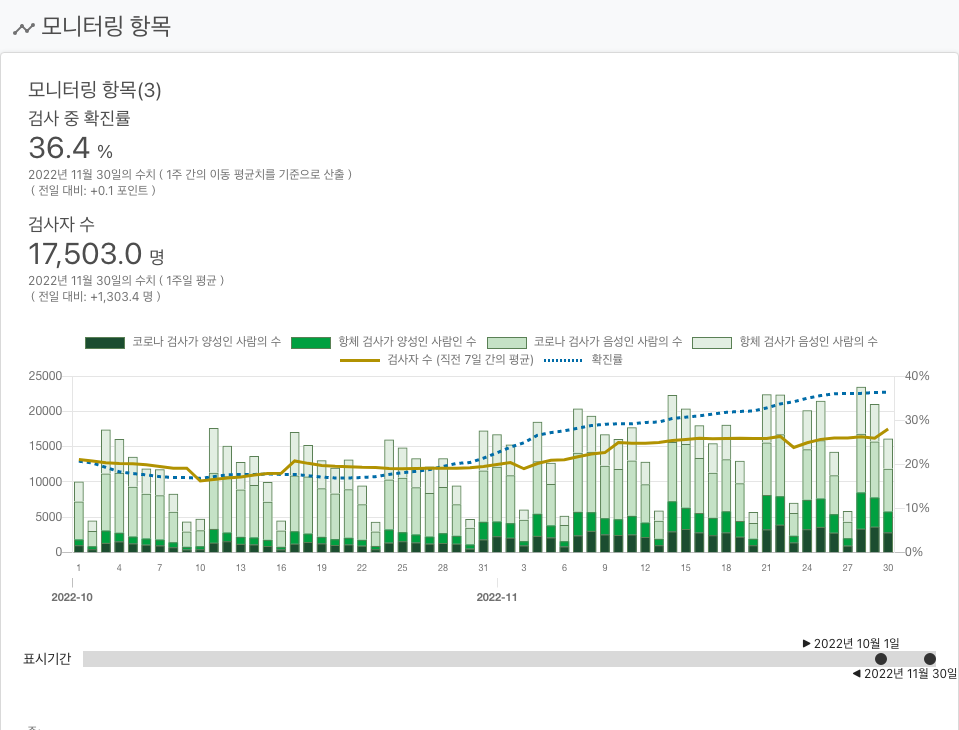 모니터링 항목
모니터링 항목(3)
검사 중 확진률
36.4 %
2022년 11월 30일의 수치 ( 1주 간의 이동 평균치를 기준으로 산출 )
( 전일 대비: +0.1 포인트 )
검사자 수
17,503.0 명
2022년 11월 30일의 수치 ( 1주일 평균 )
( 전일 대비: +1,303.4 명 )
코로나 검사가 양성인 사람의 수 항체 검사가 양성인 사람인 수 코로나 검사가 음성인 사람의 수 항체 검사가 음성인 사람의 수
검사자 수 (직전 7일 간의 평균) 확진률
25000 40%
20000
30%
15000
20%
10000
10%
5000
0 0%
1 4 7 10 13 16 19 22 25 28 31 3 6 9 12 15 18 21 24 27 30
2022-10 2022-11
▶ 2022년 10월 1일
표시기간
◀ 2022년 11월 30일